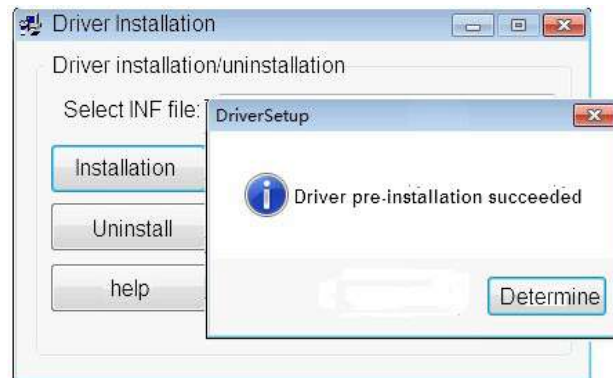 Driver Installation
Driver installation/uninstallation
Select INF file:
DriverSetup
Installation
Driver pre-installation succeeded
Uninstall
help
Determine